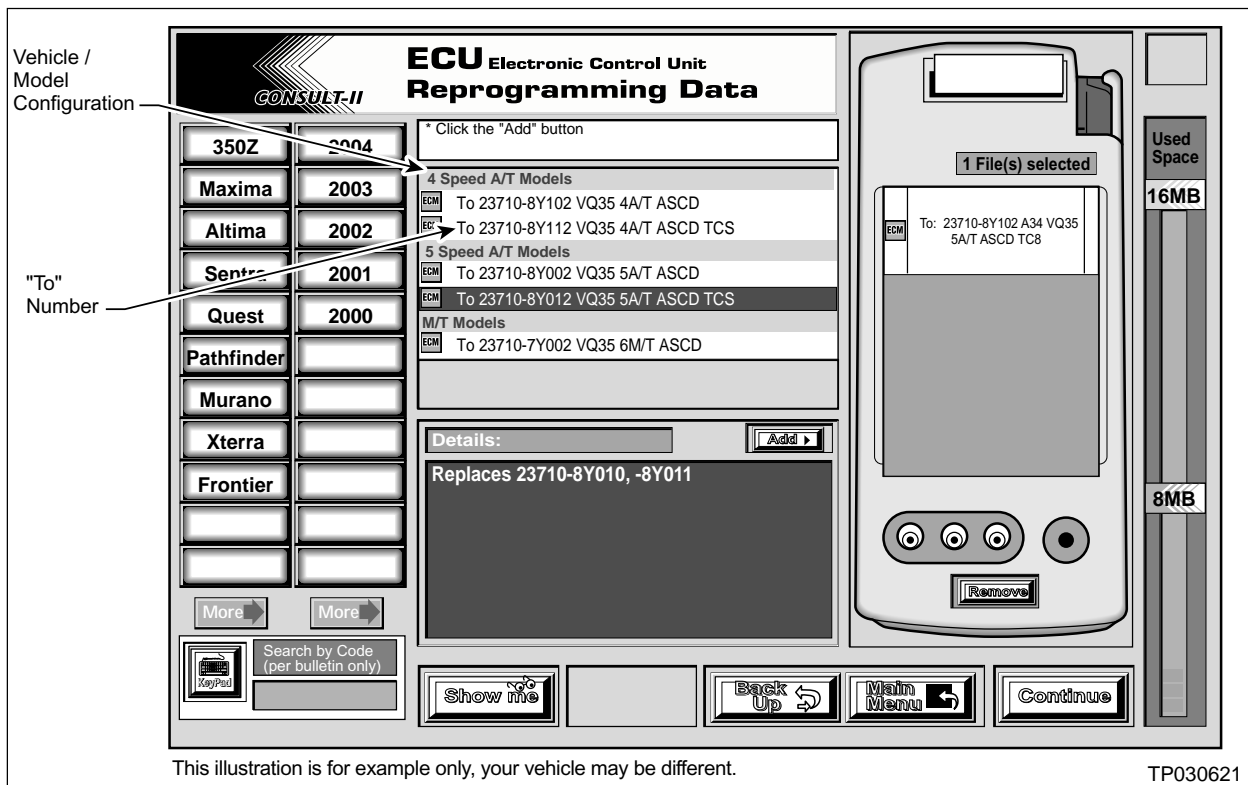 Vehicle /
Model
Configuration
"To"
Number
CONSULT-II
ECU Electronic Control Unit
Reprogramming Data
350Z
Maxima
Altima
Sentra
Quest
Pathfinder
Murano
Xterra
Frontier
More
2004
2003
2002
2001
2000
More
KeyPad
Search by Code
(per bulletin only)
* Click the "Add" button
4 Speed A/T Models
ECM To 23710-8Y102 VQ35 4A/T ASCD
ECM To 23710-8Y112 VQ35 4A/T ASCD TCS
5 Speed A/T Models
ECM To 23710-8Y002 VQ35 5A/T ASCD
ECM To 23710-8Y012 VQ35 5A/T ASCD TCS
M/T Models
ECM To 23710-7Y002 VQ35 6M/T ASCD
Details:
Add
Replaces 23710-8Y010, -8Y011
Show me
Back
Up
Main
Menu
Continue
1 File(s) selected
ECM To: 23710-8Y102 A34 VQ35
5A/T ASCD TC8
Remove
Used
Space
16MB
8MB
This illustration is for example only, your vehicle may be different.
TP030621